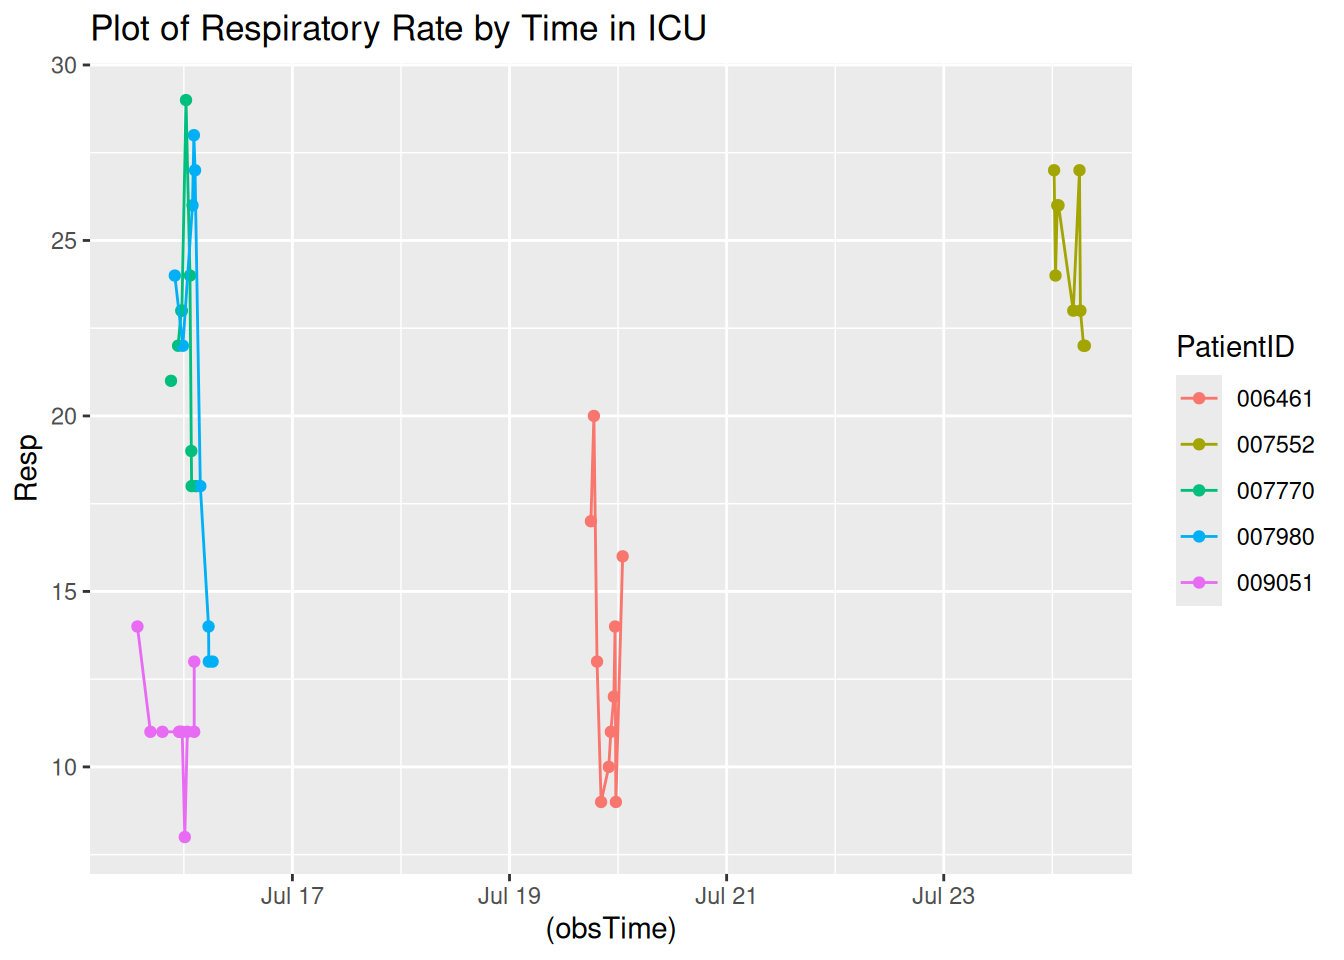 Plot of Respiratory Rate by Time in ICU
30
25
20
15
10
Resp
Jul 17
Jul 19
Jul 21
Jul 23
(obsTime)
PatientID
006461
007552
007770
007980
009051